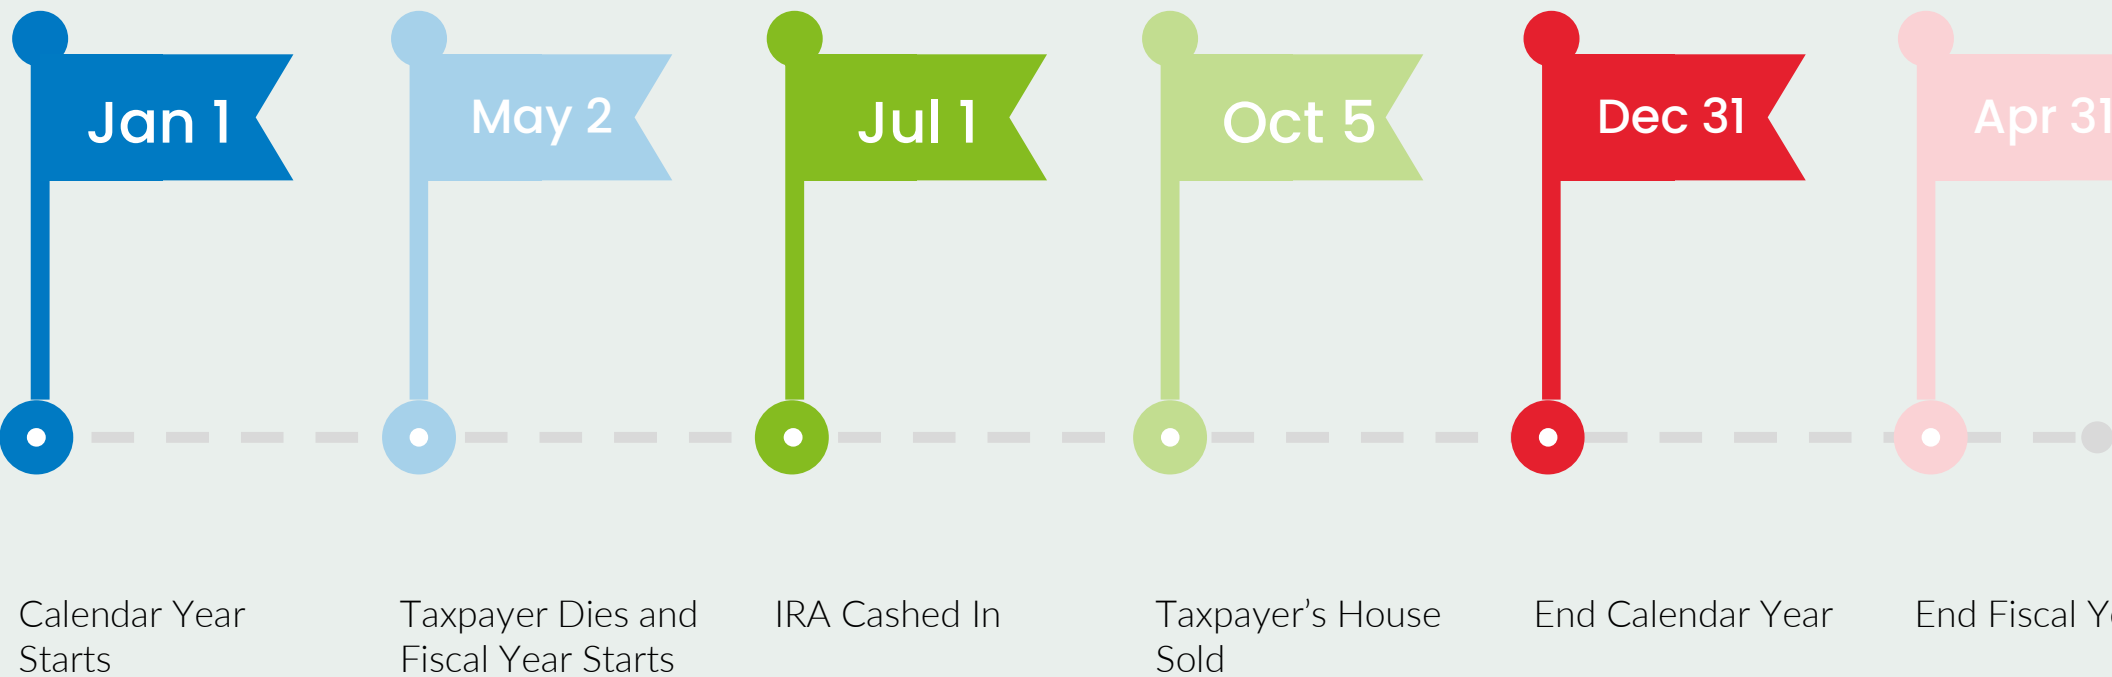 Jan 1
May 2
Jul 1
Oct 5
Dec 31
Apr 31
Calendar Year
Starts
Taxpayer Dies and
Fiscal Year Starts
IRA Cashed In
Taxpayer’s House
Sold
End Calendar Year
End Fiscal